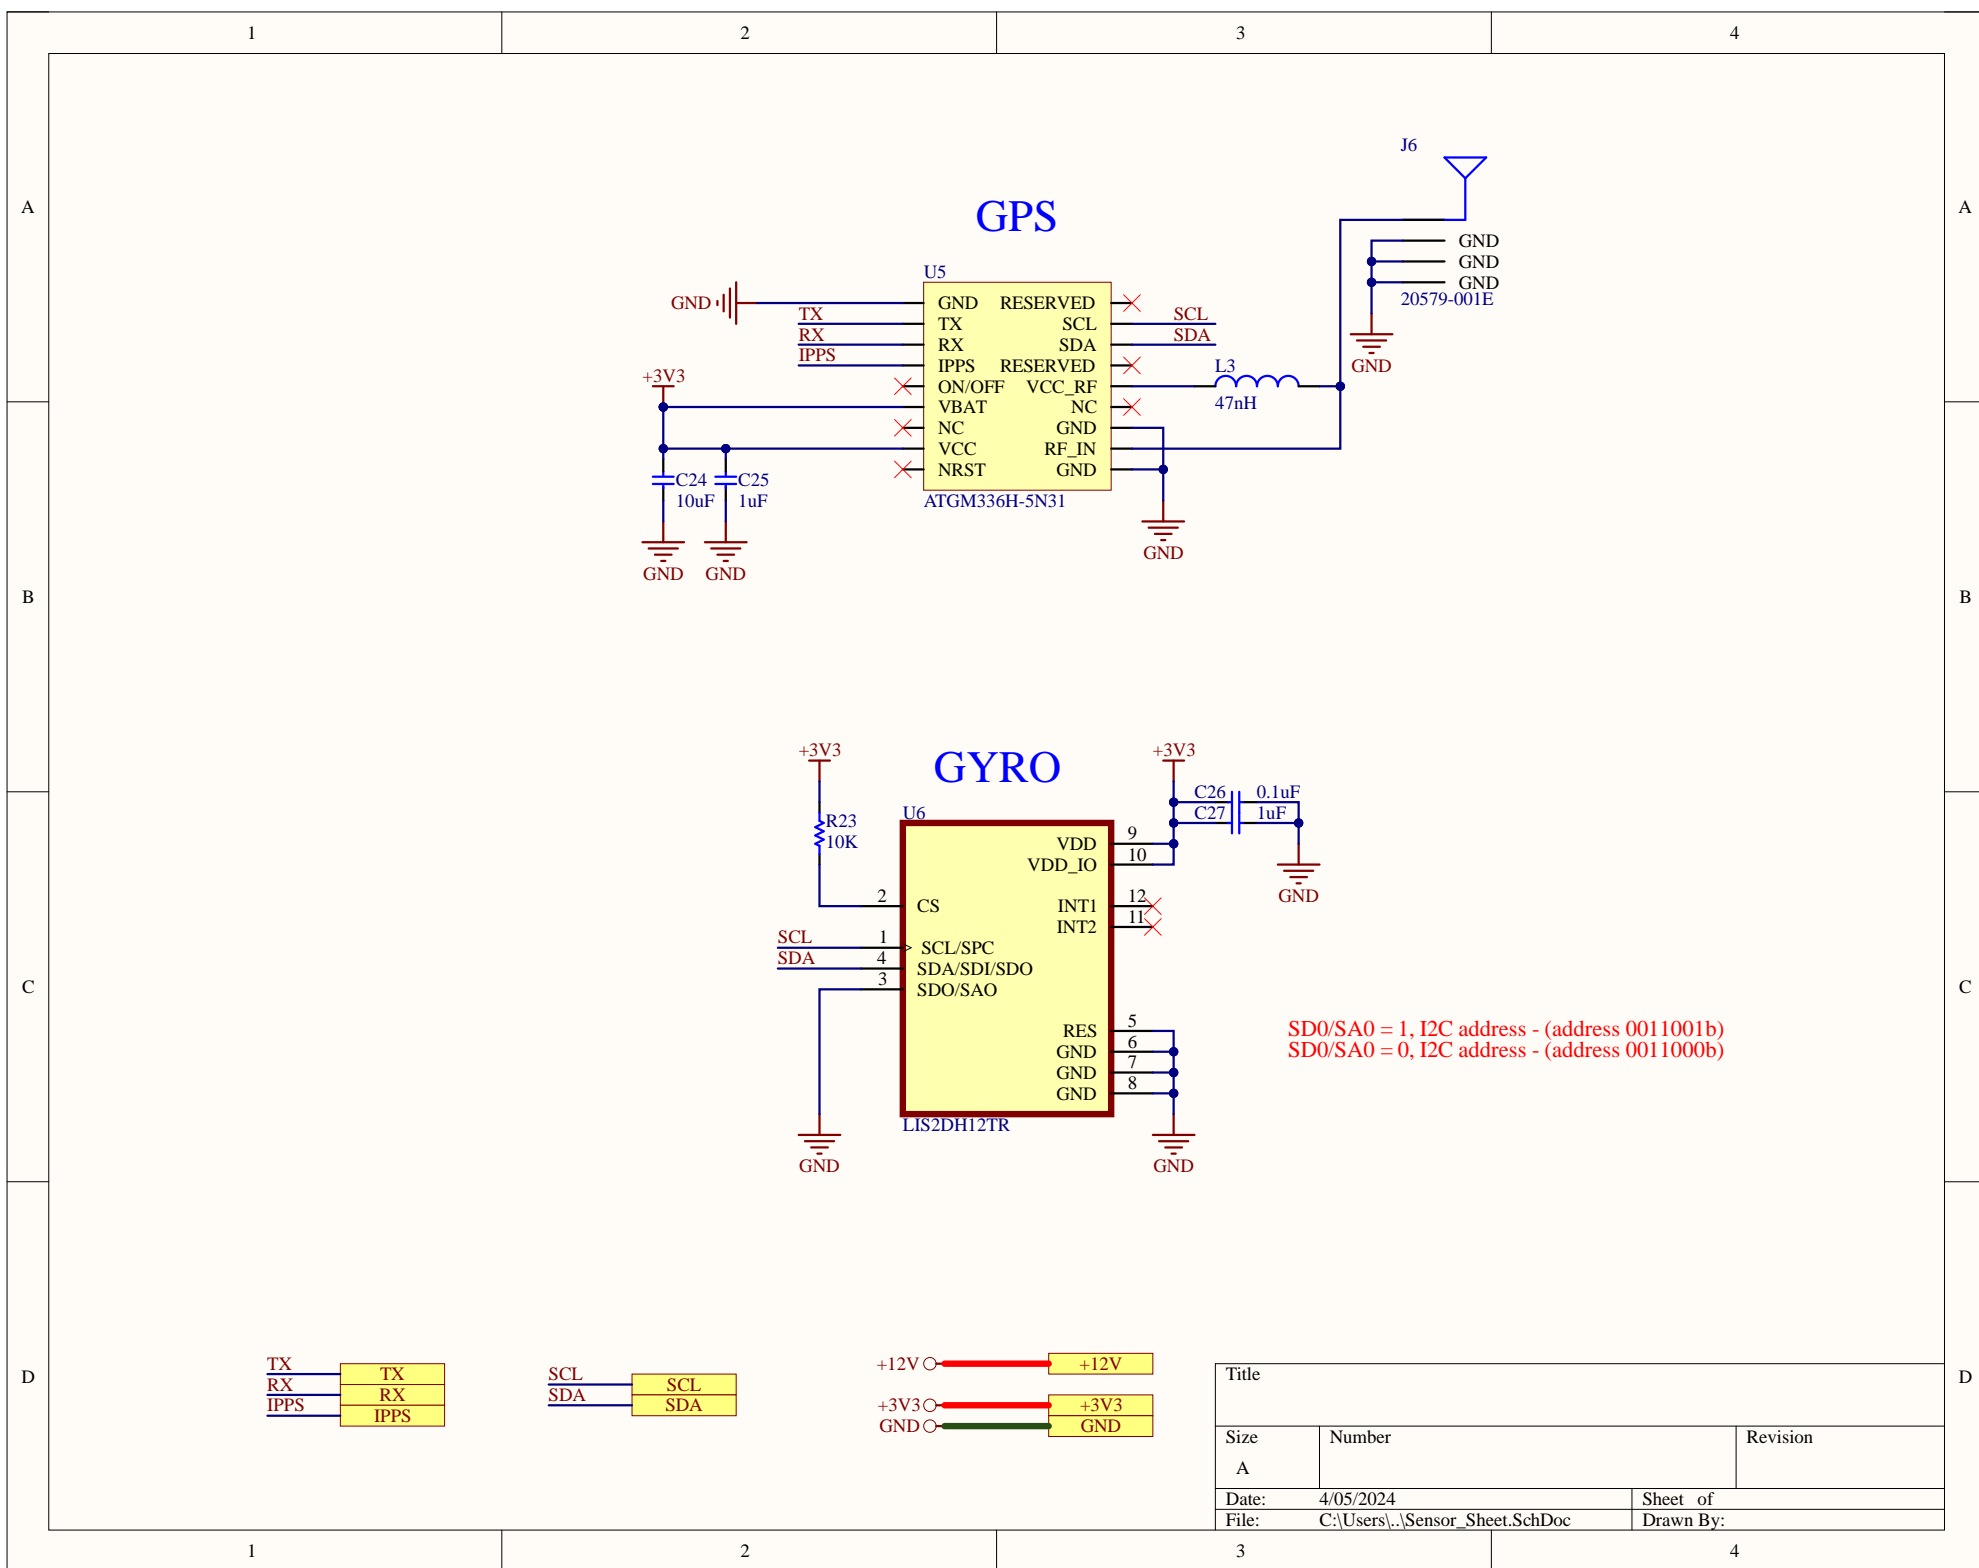 1 2 3 4
A A
J6
GPS
GND
GND
GND
20579-001E
GND
U5
GND
GND RESERVED
TX TX SCL SCL
RX RX SDA SDA
IPPS IPPS RESERVED
ON/OFF VCC_RF
L3
47nH
+3V3
VBAT NC
NC GND
VCC RF_IN
NRST GND
C24
10uF
C25
1uF
ATGM336H-5N31
GND
GND GND
B B
GYRO
+3V3
+3V3
R23
10K
U6
C26 0.1uF
C27 1uF
VDD 9
VDD_IO 10
GND
2 CS INT1 12
INT2 11
SCL 1 SCL/SPC
SDA 4 SDA/SDI/SDO
3 SDO/SAO
C C
RES 5
GND 6
GND 7
GND 8
SD0/SA0 = 1, I2C address - (address 0011001b)
SD0/SA0 = 0, I2C address - (address 0011000b)
LIS2DH12TR
GND GND
D D
TX TX
RX RX
IPPS IPPS
SCL SCL
SDA SDA
+12V +12V
+3V3 +3V3
GND GND
Title
Size Number Revision
A
Date: 4/05/2024 Sheet of
File: C:\Users\..\Sensor_Sheet.SchDoc Drawn By:
1 2 3 4